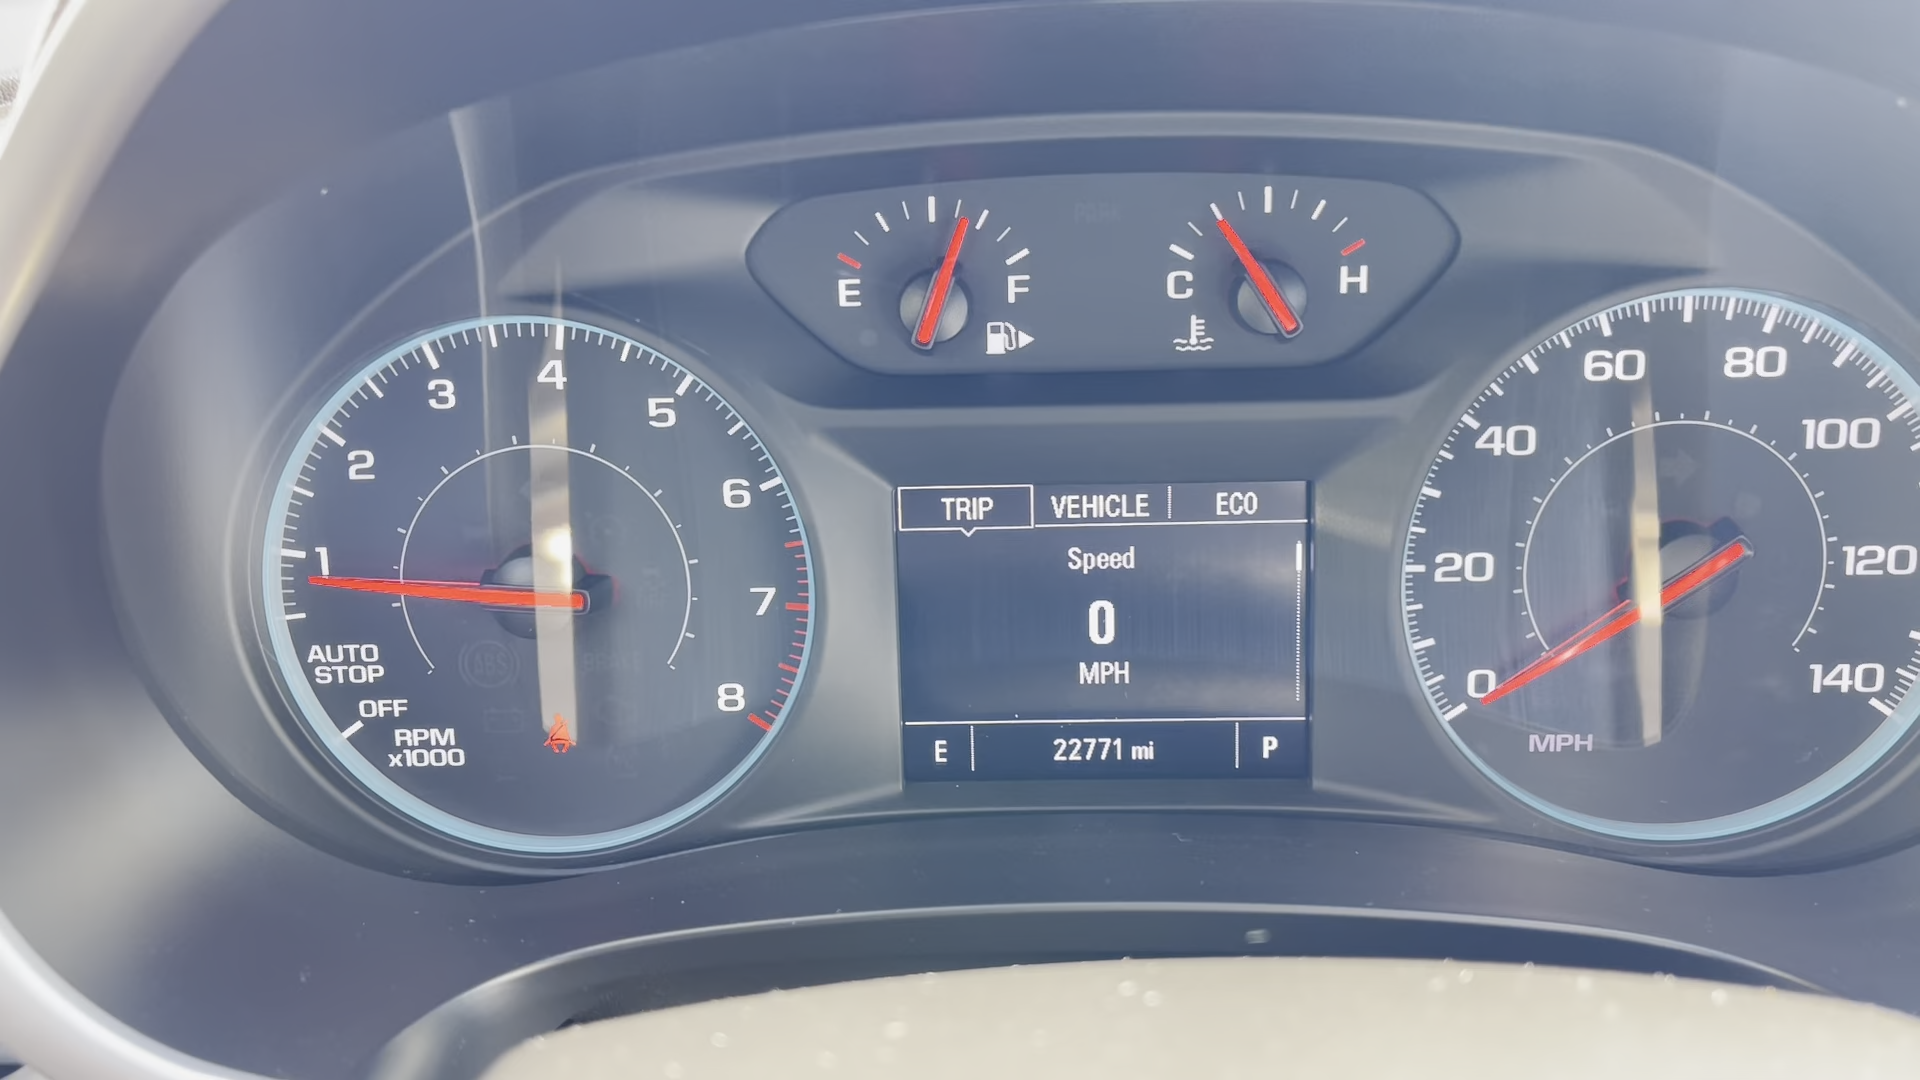 E
F
C
H
1
2
3
4
5
6
7
8
AUTO
STOP
OFF
RPM
x1000
TRIP VEHICLE ECO
Speed
0
MPH
E 22771 mi P
0
20
40
60
80
100
120
140
MPH
ABS